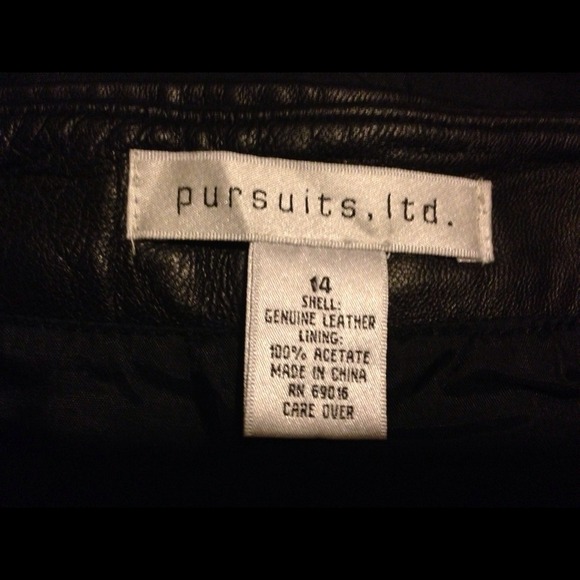 pursuits, ltd.
14
SHELL:
GENUINE LEATHER
LINING:
100% ACETATE
MADE IN CHINA
RN 69016
CARE OVER